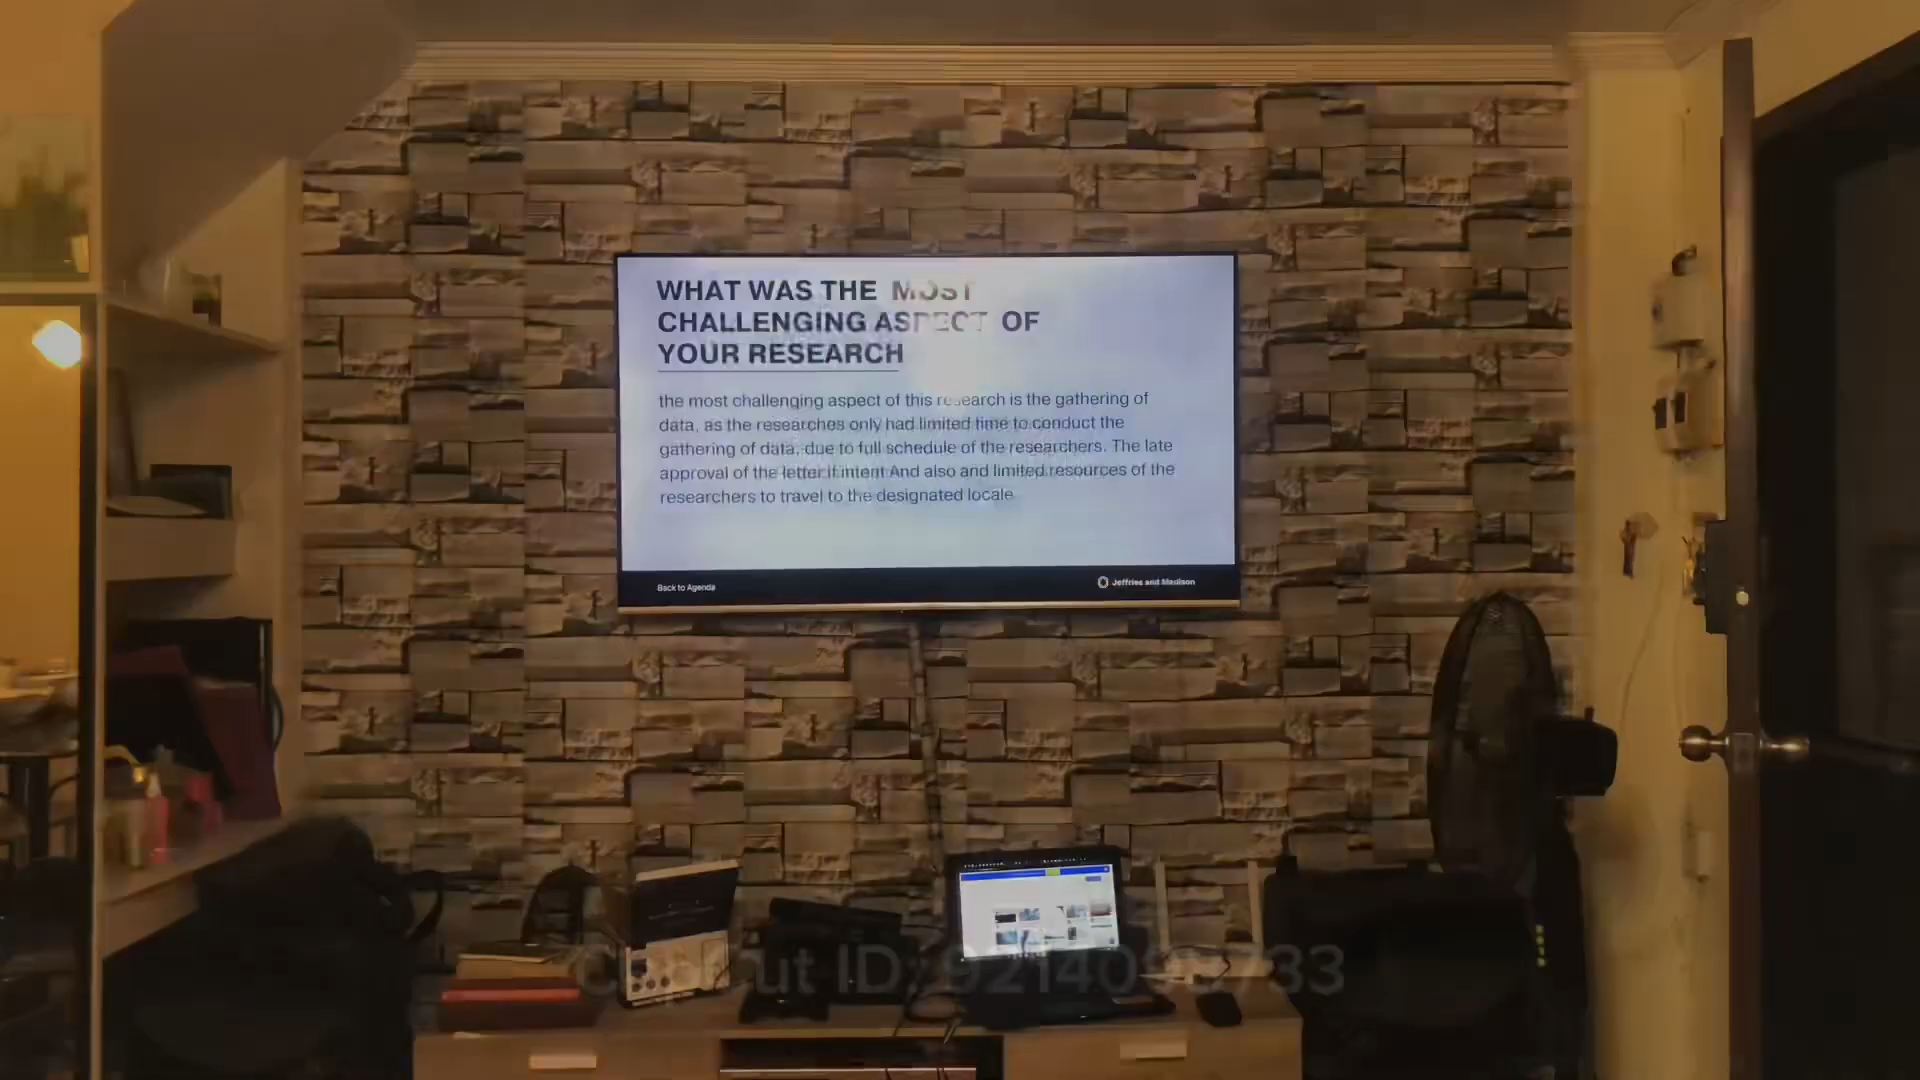 WHAT WAS THE MOST
CHALLENGING ASPECT OF
YOUR RESEARCH
the most challenging aspect of this research is the gathering of
data, as the researches only had limited time to conduct the
gathering of data, due to full schedule of the researchers. The late
approval of the letter if intent And also and limited resources of the
researchers to travel to the designated locale
Back to Agenda
Jeffries and Madison
CapCut ID: